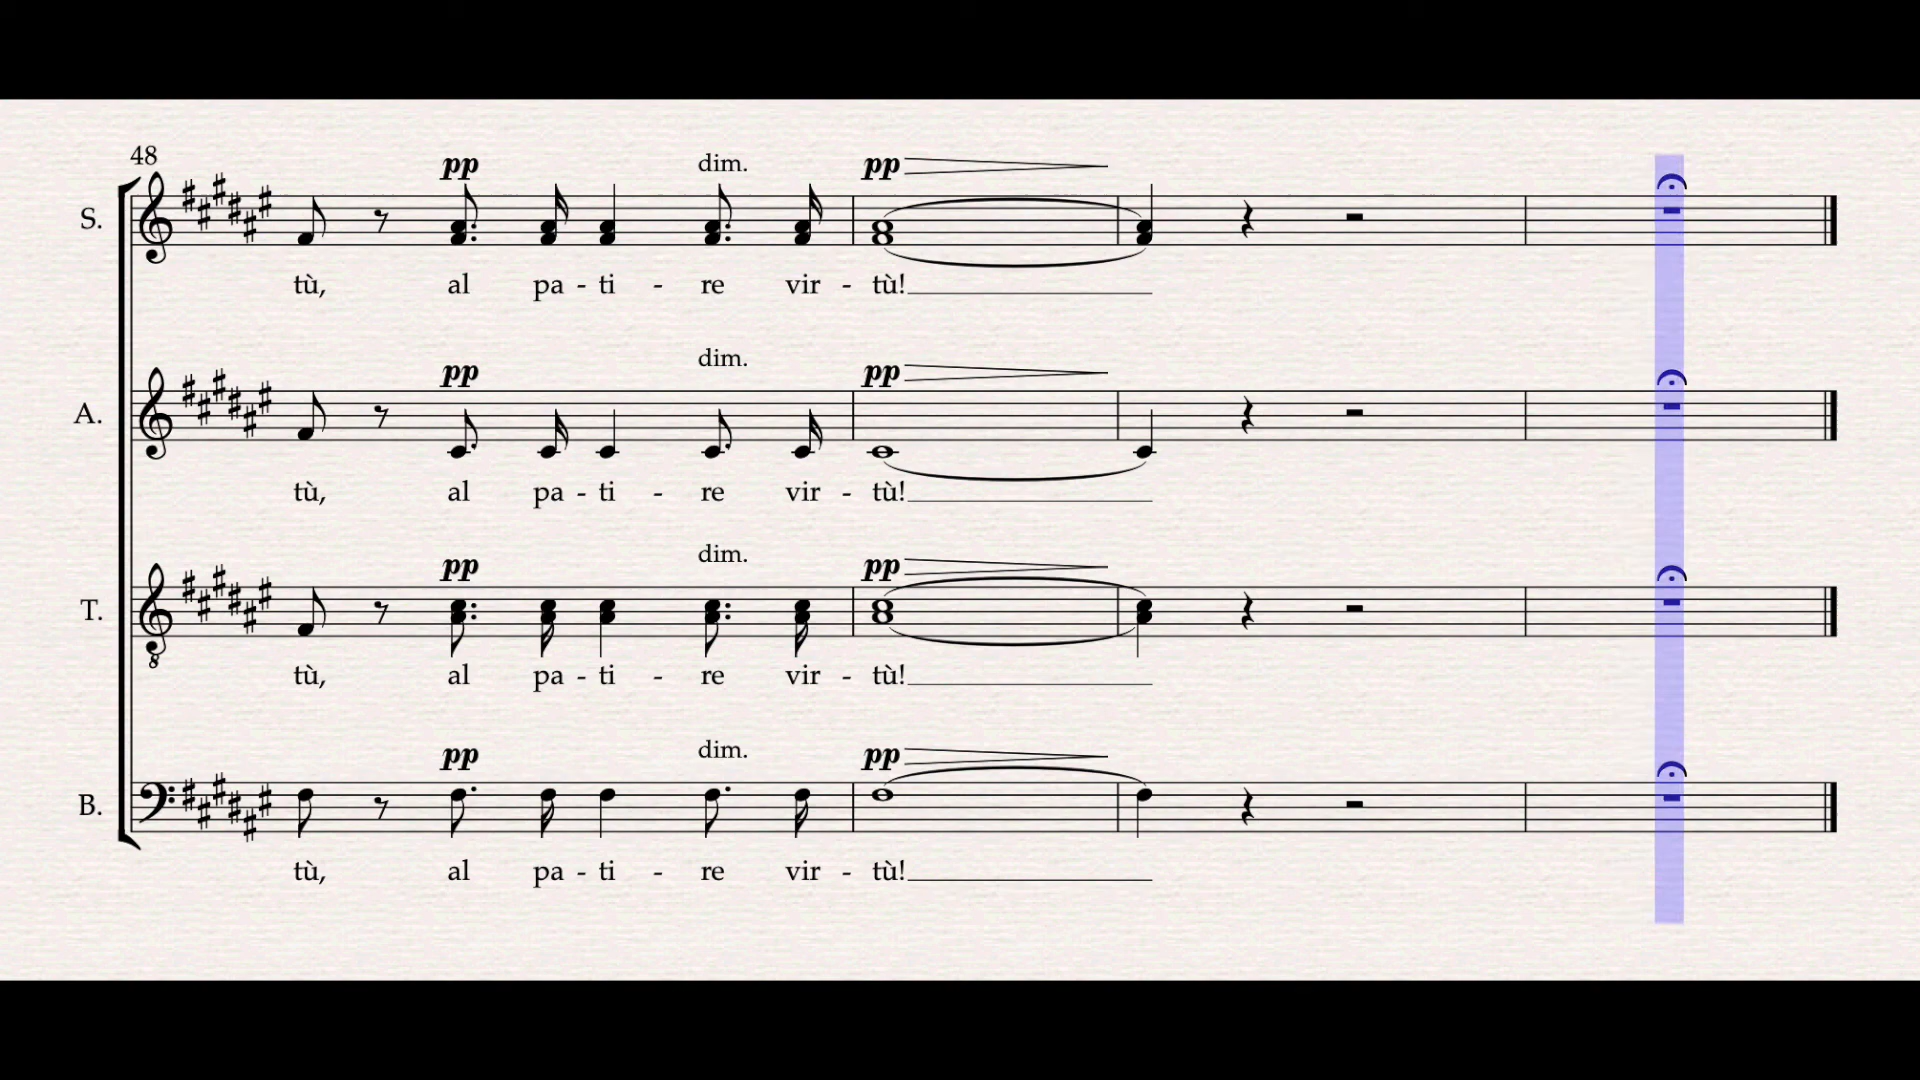 48
pp dim. pp
S.
tù, al pa - ti - re vir - tù!
pp dim. pp
A.
tù, al pa - ti - re vir - tù!
pp dim. pp
T.
8
tù, al pa - ti - re vir - tù!
pp dim. pp
B.
tù, al pa - ti - re vir - tù!